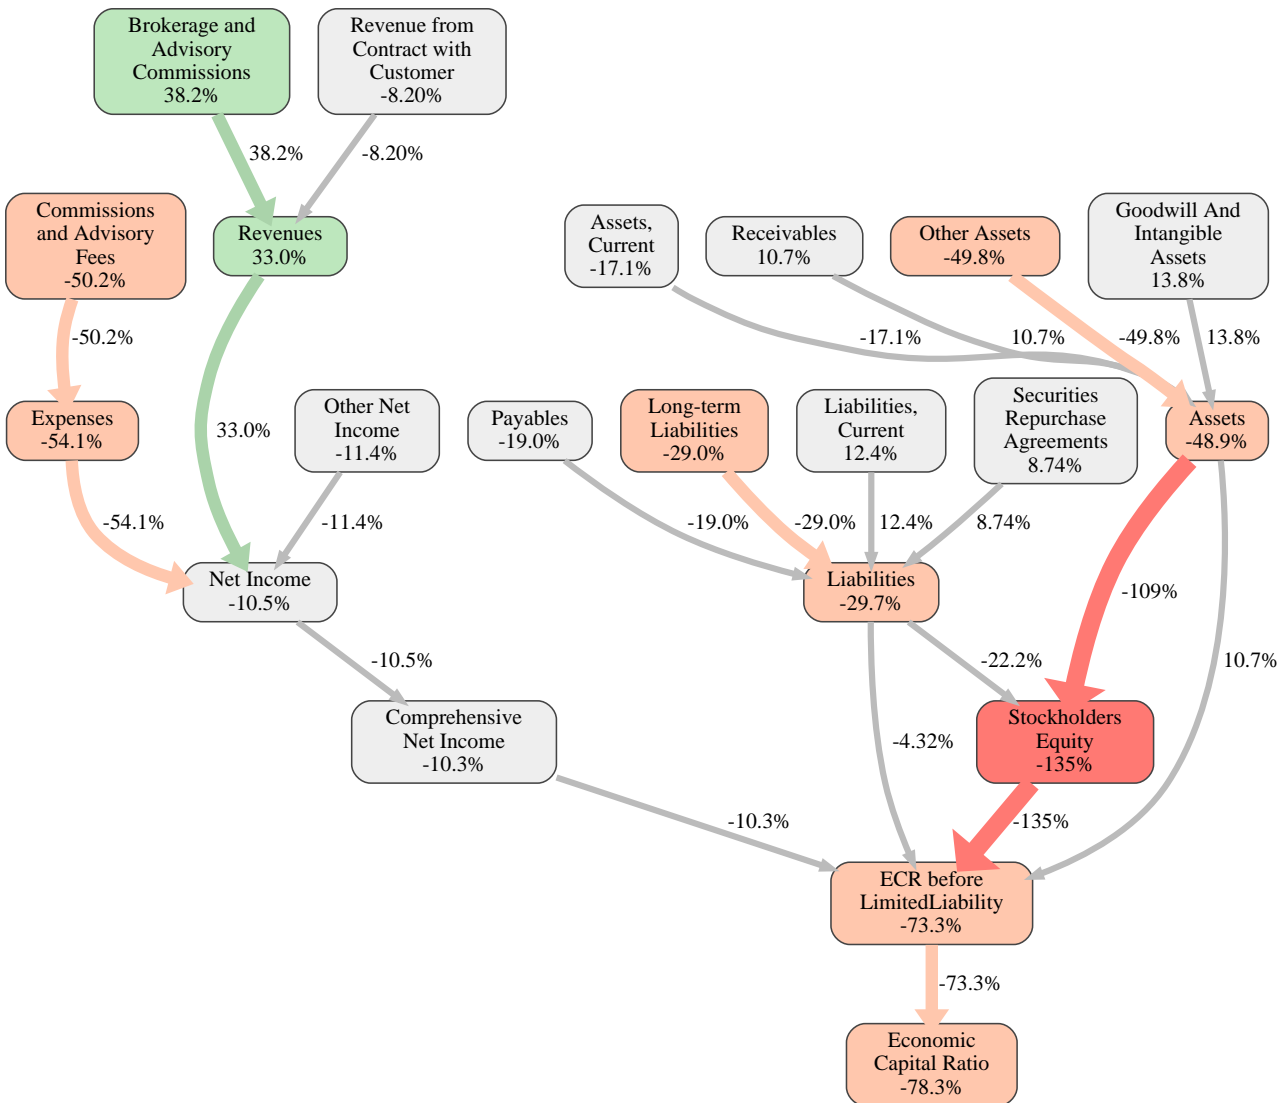 Brokerage and
Advisory
Commissions
38.2%
Revenue from
Contract with
Customer
-8.20%
38.2%
-8.20%
Commissions
and Advisory
Fees
-50.2%
Revenues
33.0%
Assets,
Current
-17.1%
Receivables
10.7%
Other Assets
-49.8%
Goodwill And
Intangible
Assets
13.8%
-50.2%
-17.1%
10.7%
-49.8%
13.8%
Expenses
-54.1%
33.0%
Other Net
Income
-11.4%
Payables
-19.0%
Long-term
Liabilities
-29.0%
Liabilities,
Current
12.4%
Securities
Repurchase
Agreements
8.74%
Assets
-48.9%
-54.1%
-11.4%
-19.0%
-29.0%
12.4%
8.74%
Net Income
-10.5%
Liabilities
-29.7%
-109%
-10.5%
-22.2%
10.7%
Comprehensive
Net Income
-10.3%
-4.32%
Stockholders
Equity
-135%
-10.3%
-135%
ECR before
LimitedLiability
-73.3%
-73.3%
Economic
Capital Ratio
-78.3%